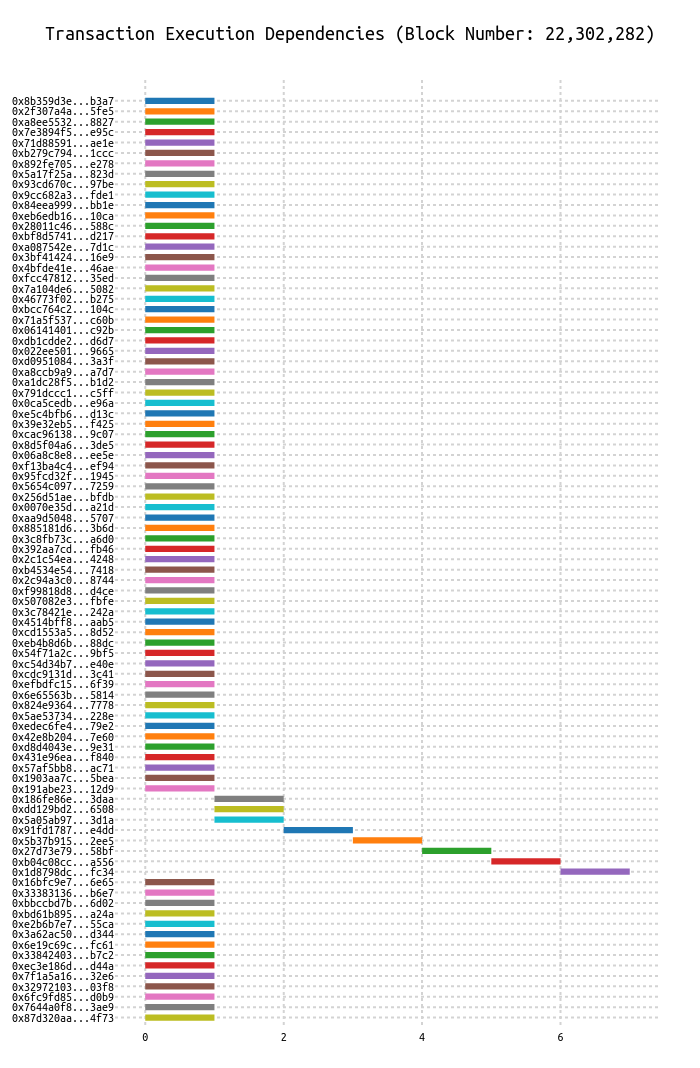 Transaction Execution Dependencies (Block Number: 22,302,282)
0x8b359d3e...b3a7
0x2f307a4a...5fe5
0xa8ee5532...8827
0x7e3894f5...e95c
0x71d88591...ae1e
0xb279c794...1ccc
0x892fe705...e278
0x5a17f25a...823d
0x93cd670c...97be
0x9cc682a3...fde1
0x84eea999...bb1e
0xeb6edb16...10ca
0x28011c46...588c
0xbf8d5741...d217
0xa087542e...7d1c
0x3bf41424...16e9
0x4bfde41e...46ae
0xfcc47812...35ed
0x7a104de6...5082
0x46773f02...b275
0xbcc764c2...104c
0x71a5f537...c60b
0x06141401...c92b
0xdb1cdde2...d6d7
0x022ee501...9665
0xd0951084...3a3f
0xa8ccb9a9...a7d7
0xa1dc28f5...b1d2
0x791dccc1...c5ff
0x0ca5cedb...e96a
0xe5c4bfb6...d13c
0x39e32eb5...f425
0xcac96138...9c07
0x8d5f04a6...3de5
0x06a8c8e8...ee5e
0xf13ba4c4...ef94
0x95fcd32f...1945
0x5654c097...7259
0x256d51ae...bfdb
0x0070e35d...a21d
0xaa9d5048...5707
0x885181d6...3b6d
0x3c8fb73c...a6d0
0x392aa7cd...fb46
0x2c1c54ea...4248
0xb4534e54...7418
0x2c94a3c0...8744
0xf99818d8...d4ce
0x507082e3...fbfe
0x3c78421e...242a
0x4514bff8...aab5
0xcd1553a5...8d52
0xeb4b8d6b...88dc
0x54f71a2c...9bf5
0xc54d34b7...e40e
0xcdc9131d...3c41
0xefbdfc15...6f39
0x6e65563b...5814
0x824e9364...7778
0x5ae53734...228e
0xedec6fe4...79e2
0x42e8b204...7e60
0xd8d4043e...9e31
0x431e96ea...f840
0x57af5bb8...ac71
0x1903aa7c...5bea
0x191abe23...12d9
0x186fe86e...3daa
0xdd129bd2...6508
0x5a05ab97...3d1a
0x91fd1787...e4dd
0x5b37b915...2ee5
0x27d73e79...58bf
0xb04c08cc...a556
0x1d8798dc...fc34
0x16bfc9e7...6e65
0x33383136...b6e7
0xbbccbd7b...6d02
0xbd61b895...a24a
0xe2b6b7e7...55ca
0x3a62ac50...d344
0x6e19c69c...fc61
0x33842403...b7c2
0xec3e186d...d44a
0x7f1a5a16...32e6
0x32972103...03f8
0x6fc9fd85...d0b9
0x7644a0f8...3ae9
0x87d320aa...4f73
0 2 4 6